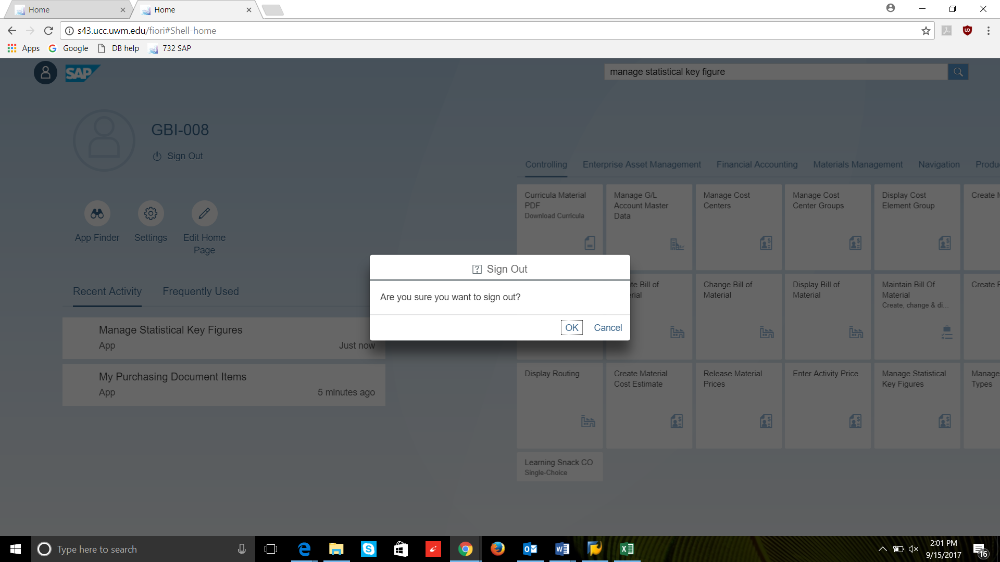 Home
Home
s43.ucc.uwm.edu/fiori#Shell-home
Apps Google DB help 732 SAP
SAP
manage statistical key figure
GBI-008
Sign Out
App Finder
Settings
Edit Home
Page
Recent Activity Frequently Used
Manage Statistical Key Figures
App Just now
My Purchasing Document Items
App 5 minutes ago
Controlling Enterprise Asset Management Financial Accounting Materials Management Navigation Produ
Curricula Material
PDF
Download Curricula
Manage G/L
Account Master
Data
Manage Cost
Centers
Manage Cost
Center Groups
Display Cost
Element Group
Create
te Bill of
rial
Change Bill of
Material
Display Bill of
Material
Maintain Bill Of
Material
Create, change & di...
Create
Display Routing
Create Material
Cost Estimate
Release Material
Prices
Enter Activity Price
Manage Statistical
Key Figures
Manage
Types
Learning Snack CO
Single-Choice
Sign Out
Are you sure you want to sign out?
OK Cancel
Type here to search
2:01 PM
9/15/2017
16